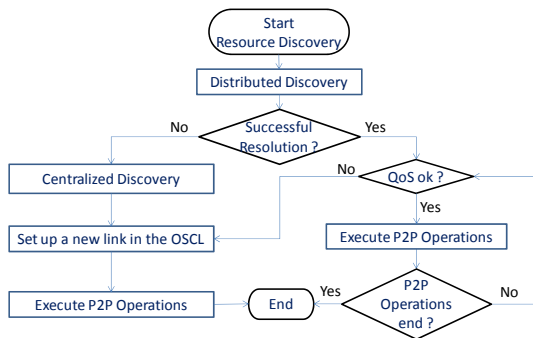 Start
Resource Discovery
Distributed Discovery
No
Successful
Resolution ?
Yes
Centralized Discovery
No
QoS ok ?
Yes
Set up a new link in the OSCL
Execute P2P Operations
Execute P2P Operations
End
Yes
P2P
Operations
end ?
No